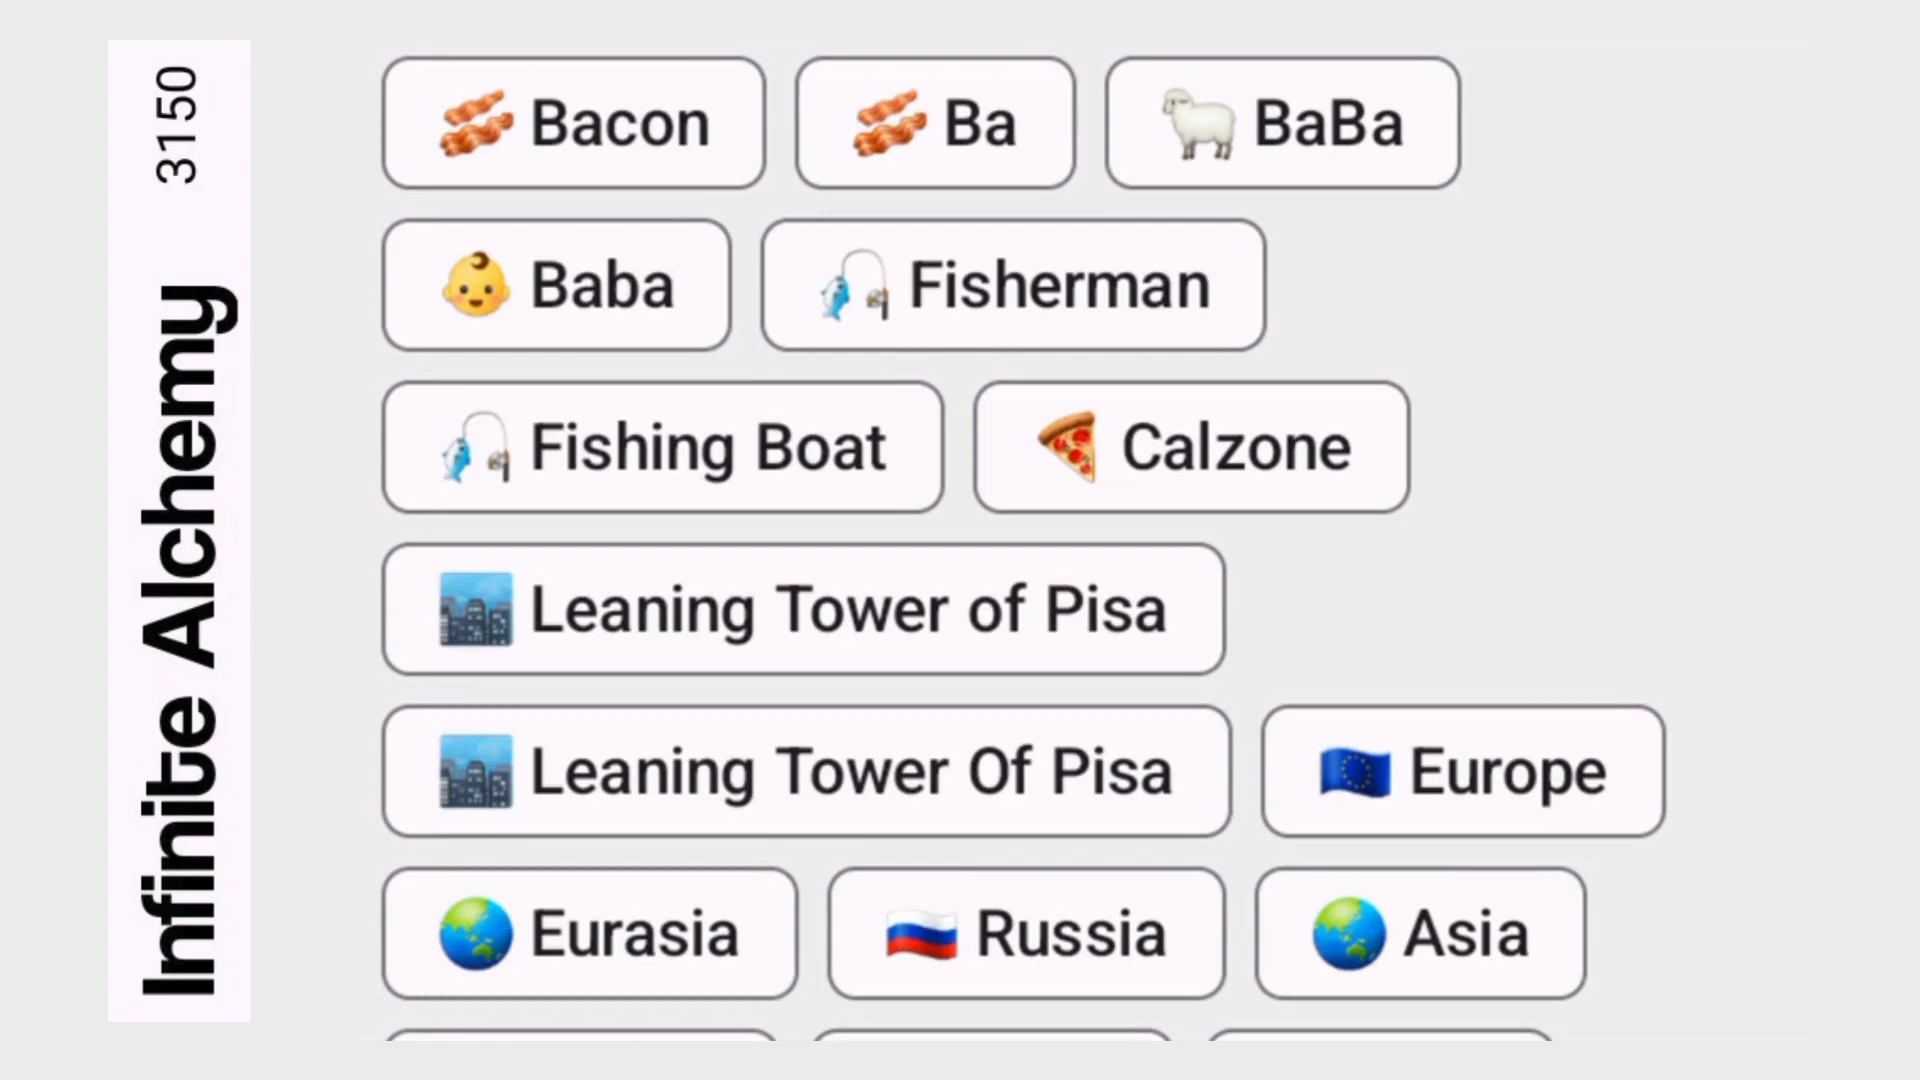 Infinite Alchemy 3150
Bacon Ba BaBa
Baba Fisherman
Fishing Boat Calzone
Leaning Tower of Pisa
Leaning Tower Of Pisa Europe
Eurasia Russia Asia